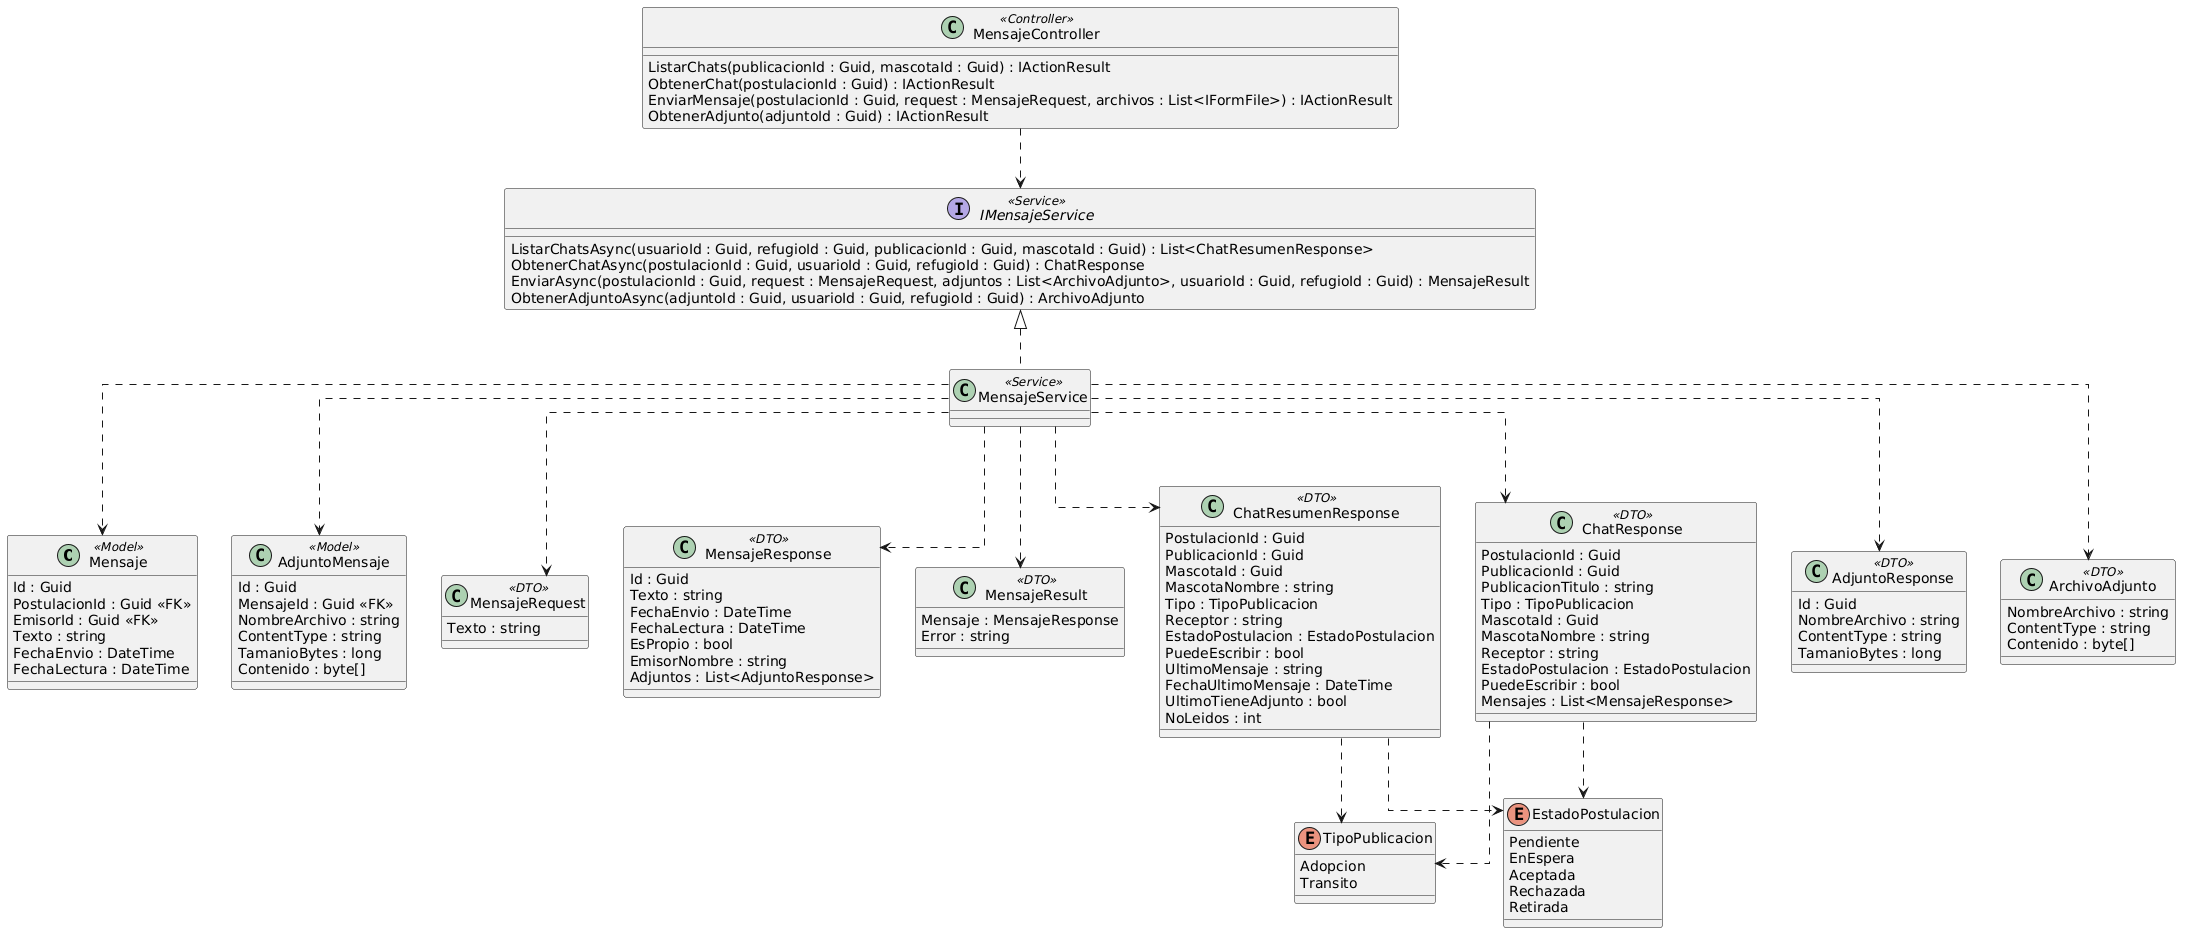 C
«Controller»
MensajeController
ListarChats(publicacionId : Guid, mascotaId : Guid) : IActionResult
ObtenerChat(postulacionId : Guid) : IActionResult
EnviarMensaje(postulacionId : Guid, request : MensajeRequest, archivos : List<IFormFile>) : IActionResult
ObtenerAdjunto(adjuntoId : Guid) : IActionResult
I
«Service»
IMensajeService
ListarChatsAsync(usuarioId : Guid, refugioId : Guid, publicacionId : Guid, mascotaId : Guid) : List<ChatResumenResponse>
ObtenerChatAsync(postulacionId : Guid, usuarioId : Guid, refugioId : Guid) : ChatResponse
EnviarAsync(postulacionId : Guid, request : MensajeRequest, adjuntos : List<ArchivoAdjunto>, usuarioId : Guid, refugioId : Guid) : MensajeResult
ObtenerAdjuntoAsync(adjuntoId : Guid, usuarioId : Guid, refugioId : Guid) : ArchivoAdjunto
C
«Service»
MensajeService
C
«Model»
Mensaje
Id : Guid
PostulacionId : Guid «FK»
EmisorId : Guid «FK»
Texto : string
FechaEnvio : DateTime
FechaLectura : DateTime
C
«Model»
AdjuntoMensaje
Id : Guid
MensajeId : Guid «FK»
NombreArchivo : string
ContentType : string
TamanioBytes : long
Contenido : byte[]
C
«DTO»
MensajeRequest
Texto : string
C
«DTO»
MensajeResponse
Id : Guid
Texto : string
FechaEnvio : DateTime
FechaLectura : DateTime
EsPropio : bool
EmisorNombre : string
Adjuntos : List<AdjuntoResponse>
C
«DTO»
MensajeResult
Mensaje : MensajeResponse
Error : string
C
«DTO»
ChatResumenResponse
PostulacionId : Guid
PublicacionId : Guid
MascotaId : Guid
MascotaNombre : string
Tipo : TipoPublicacion
Receptor : string
EstadoPostulacion : EstadoPostulacion
PuedeEscribir : bool
UltimoMensaje : string
FechaUltimoMensaje : DateTime
UltimoTieneAdjunto : bool
NoLeidos : int
C
«DTO»
ChatResponse
PostulacionId : Guid
PublicacionId : Guid
PublicacionTitulo : string
Tipo : TipoPublicacion
MascotaId : Guid
MascotaNombre : string
Receptor : string
EstadoPostulacion : EstadoPostulacion
PuedeEscribir : bool
Mensajes : List<MensajeResponse>
C
«DTO»
AdjuntoResponse
Id : Guid
NombreArchivo : string
ContentType : string
TamanioBytes : long
C
«DTO»
ArchivoAdjunto
NombreArchivo : string
ContentType : string
Contenido : byte[]
E
TipoPublicacion
Adopcion
Transito
E
EstadoPostulacion
Pendiente
EnEspera
Aceptada
Rechazada
Retirada